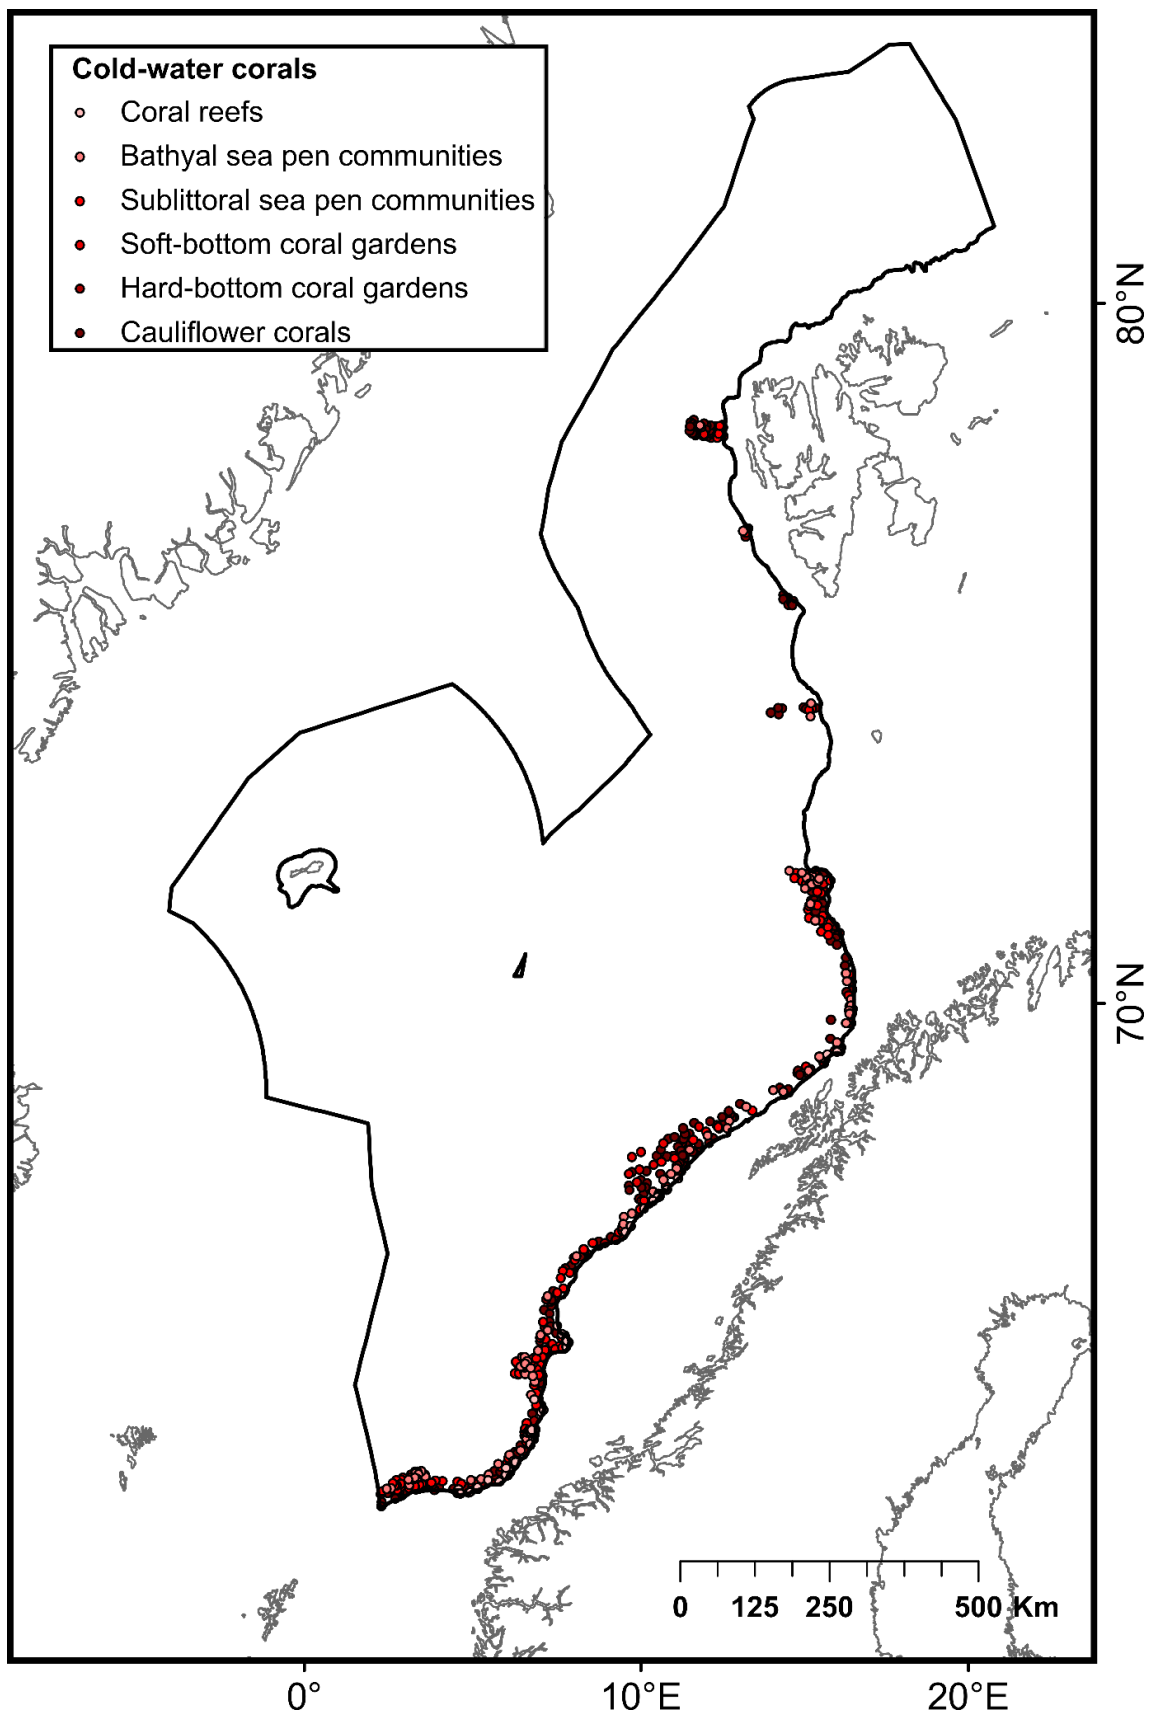 Cold-water corals
Coral reefs
Bathyal sea pen communities
Sublittoral sea pen communities
Soft-bottom coral gardens
Hard-bottom coral gardens
Cauliflower corals
80°N
70°N
0 125 250 500 Km
0° 10°E 20°E